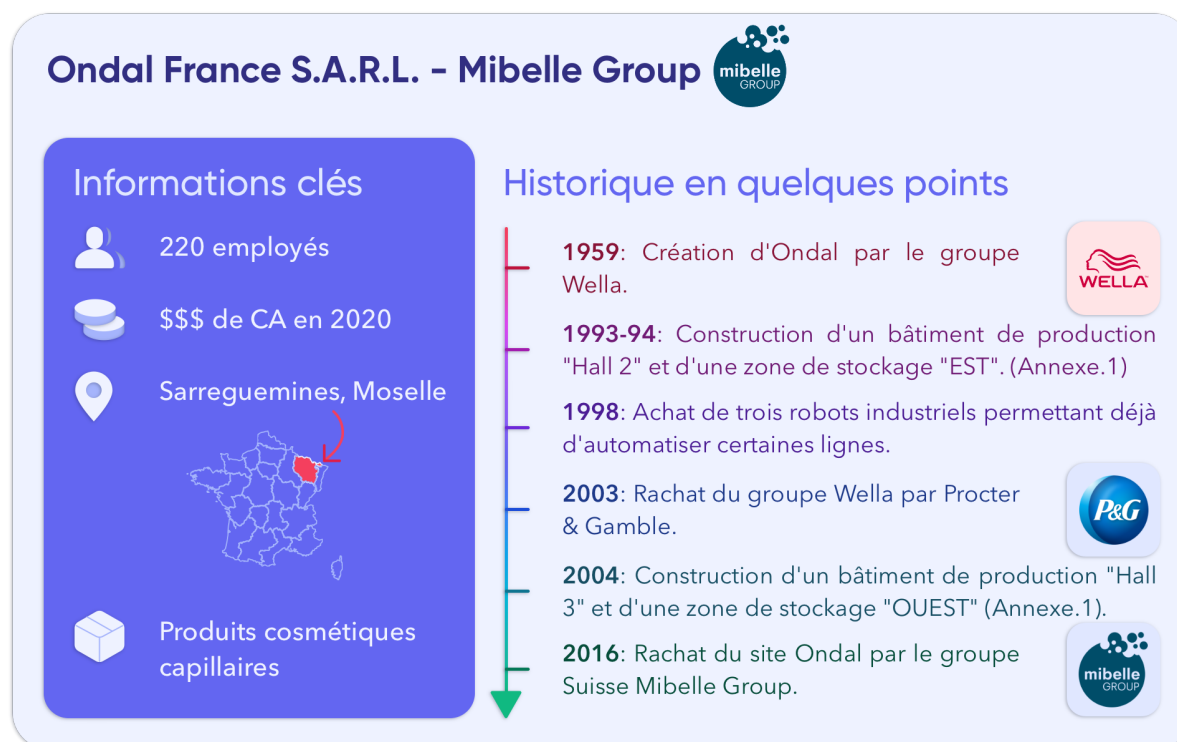 Ondal France S.A.R.L. - Mibelle Group
mibelle
GROUP
Informations clés
220 employés
$$$ de CA en 2020
Sarreguemines, Moselle
Produits cosmétiques
capillaires
Historique en quelques points
1959: Création d'Ondal par le groupe
Wella.
WELLA
1993-94: Construction d'un bâtiment de production
"Hall 2" et d'une zone de stockage "EST". (Annexe.1)
1998: Achat de trois robots industriels permettant déjà
d'automatiser certaines lignes.
2003: Rachat du groupe Wella par Procter
& Gamble.
P&G
2004: Construction d'un bâtiment de production "Hall
3" et d'une zone de stockage "OUEST" (Annexe.1).
2016: Rachat du site Ondal par le groupe
Suisse Mibelle Group.
mibelle
GROUP